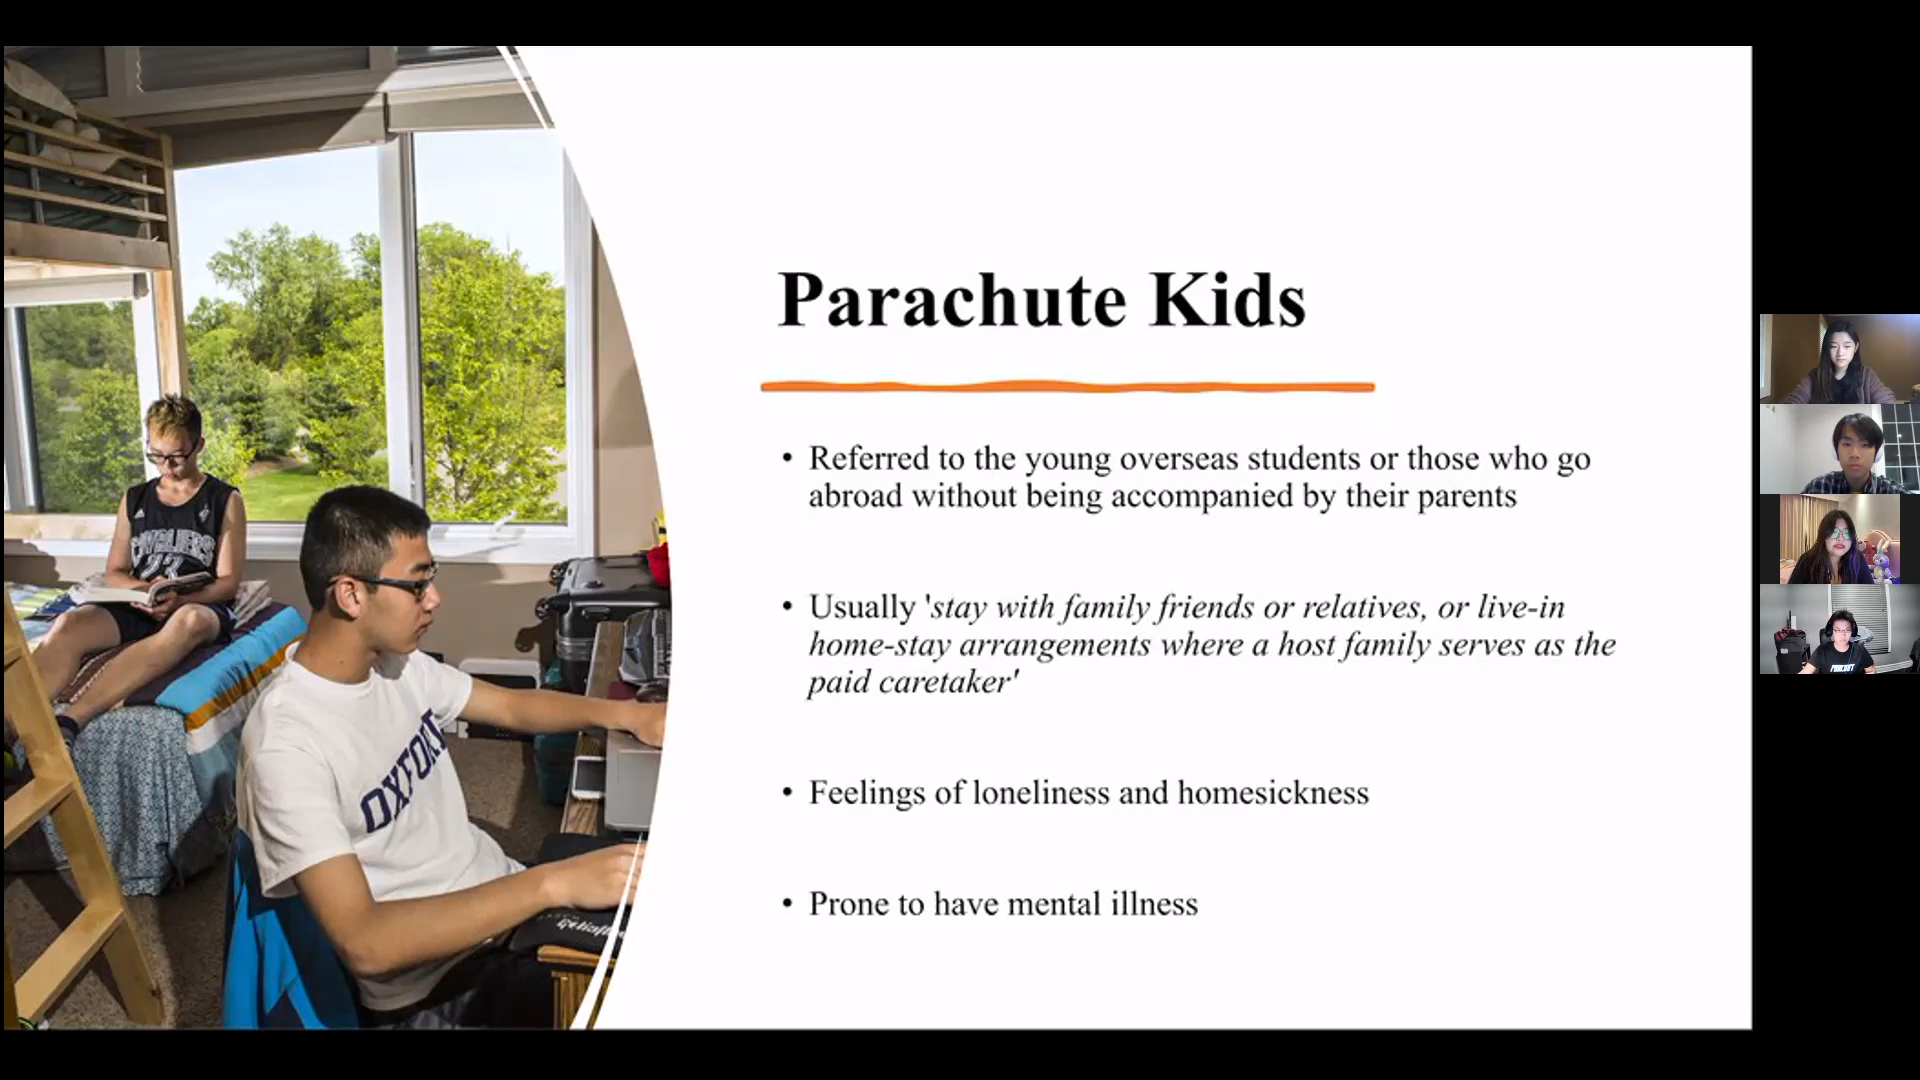 Parachute Kids
• Referred to the young overseas students or those who go
abroad without being accompanied by their parents
• Usually 'stay with family friends or relatives, or live-in
home-stay arrangements where a host family serves as the
paid caretaker'
• Feelings of loneliness and homesickness
• Prone to have mental illness
CAVALIERS
23
OXFORD